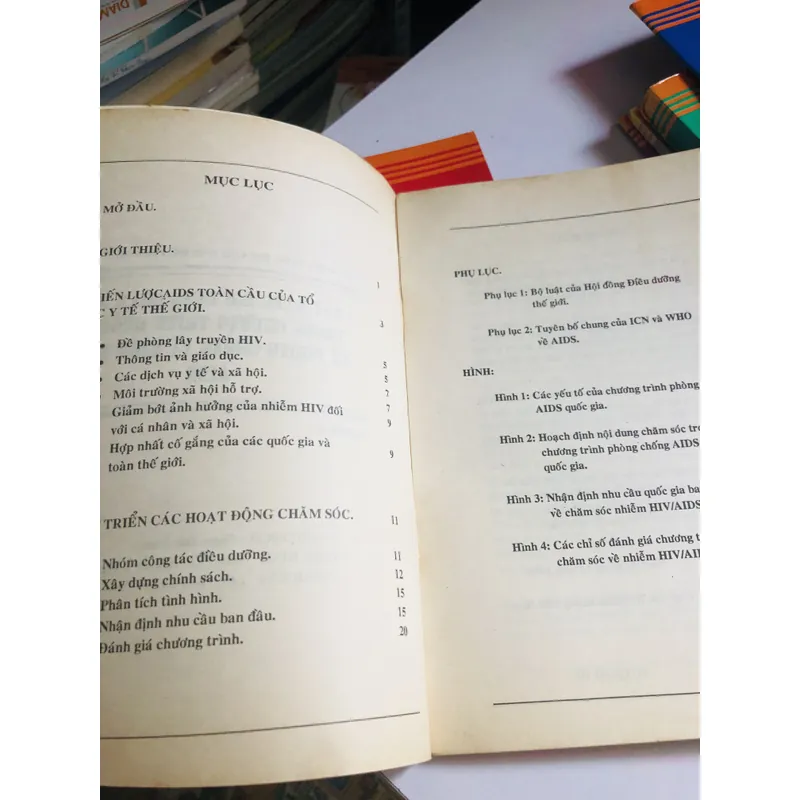 DIAM
MỤC LỤC
MỞ ĐẦU.
GIỚI THIỆU.
1
IẾN LƯỢC AIDS TOÀN CẦU CỦA TỔ
C Y TẾ THẾ GIỚI.
3
• Đề phòng lây truyền HIV.
• Thông tin và giáo dục.
5
• Các dịch vụ y tế và xã hội.
5
• Môi trường xã hội hỗ trợ.
7
Giảm bớt ảnh hưởng của nhiễm HIV đối
7
với cá nhân và xã hội.
9
Hợp nhất cố gắng của các quốc gia và
toàn thế giới.
9
TRIỂN CÁC HOẠT ĐỘNG CHĂM SÓC. 11
Nhóm công tác điều dưỡng. 11
Xây dựng chính sách. 12
Phân tích tình hình. 15
Nhận định nhu cầu ban đầu. 15
Đánh giá chương trình. 20
PHỤ LỤC.
Phụ lục 1: Bộ luật của Hội đồng Điều dưỡng
thế giới.
Phụ lục 2: Tuyên bố chung của ICN và WHO
về AIDS.
HÌNH:
Hình 1: Các yếu tố của chương trình phòng
AIDS quốc gia.
Hình 2: Hoạch định nội dung chăm sóc tro
chương trình phòng chống AIDS
quốc gia.
Hình 3: Nhận định nhu cầu quốc gia ba
về chăm sóc nhiễm HIV/AIDS
Hình 4: Các chỉ số đánh giá chương t
chăm sóc về nhiễm HIV/AI